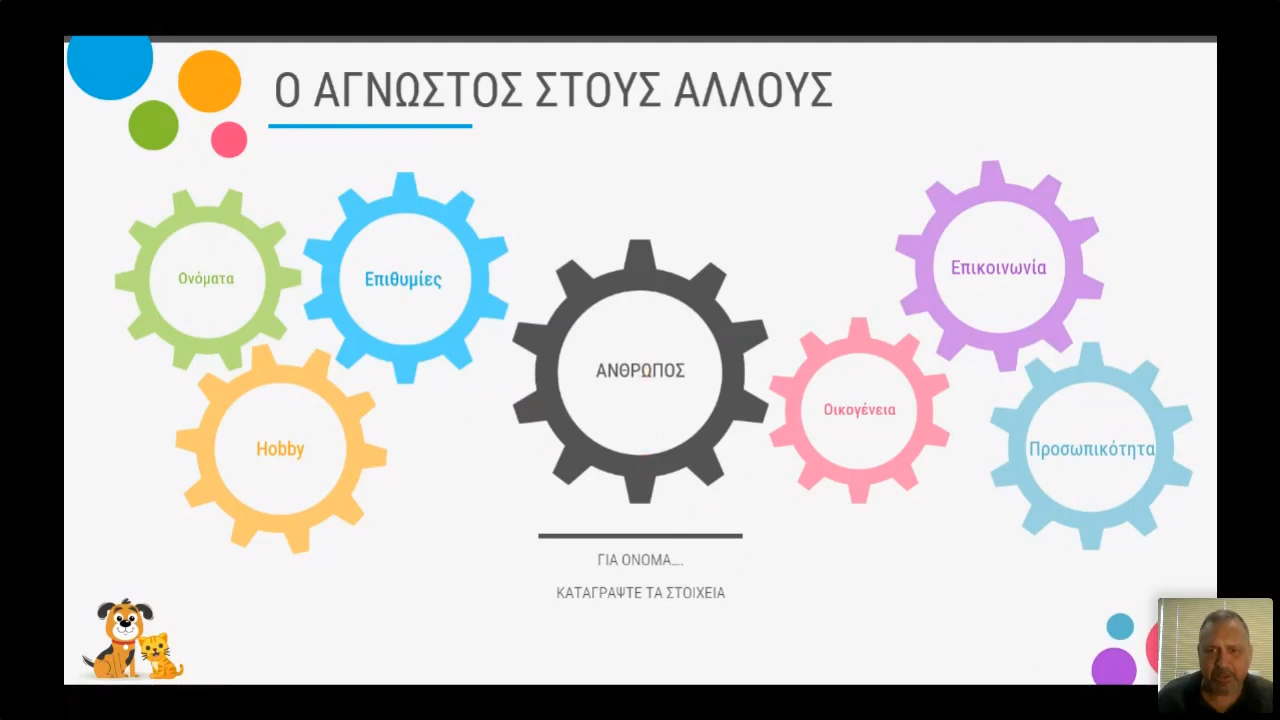 Ο ΑΓΝΩΣΤΟΣ ΣΤΟΥΣ ΑΛΛΟΥΣ
Ονόματα
Επιθυμίες
Hobby
ΑΝΘΡΩΠΟΣ
Οικογένεια
Επικοινωνία
Προσωπικότητα
ΓΙΑ ΟΝΟΜΑ....
ΚΑΤΑΓΡΑΨΤΕ ΤΑ ΣΤΟΙΧΕΙΑ